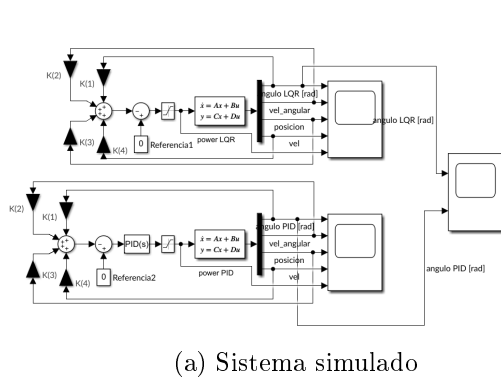 K(2)
K(1)
angulo LQR [rad]
vel_angular
angulo LQR [rad]
ẋ = Ax + Bu
y = Cx + Du
posicion
K(3)
K(4)
0
Referencia1
power LQR
vel
K(2)
K(1)
angulo PID [rad]
vel_angular
PID(s)
ẋ = Ax + Bu
y = Cx + Du
posicion
K(3)
K(4)
0
Referencia2
power PID
vel
angulo PID [rad]
(a) Sistema simulado